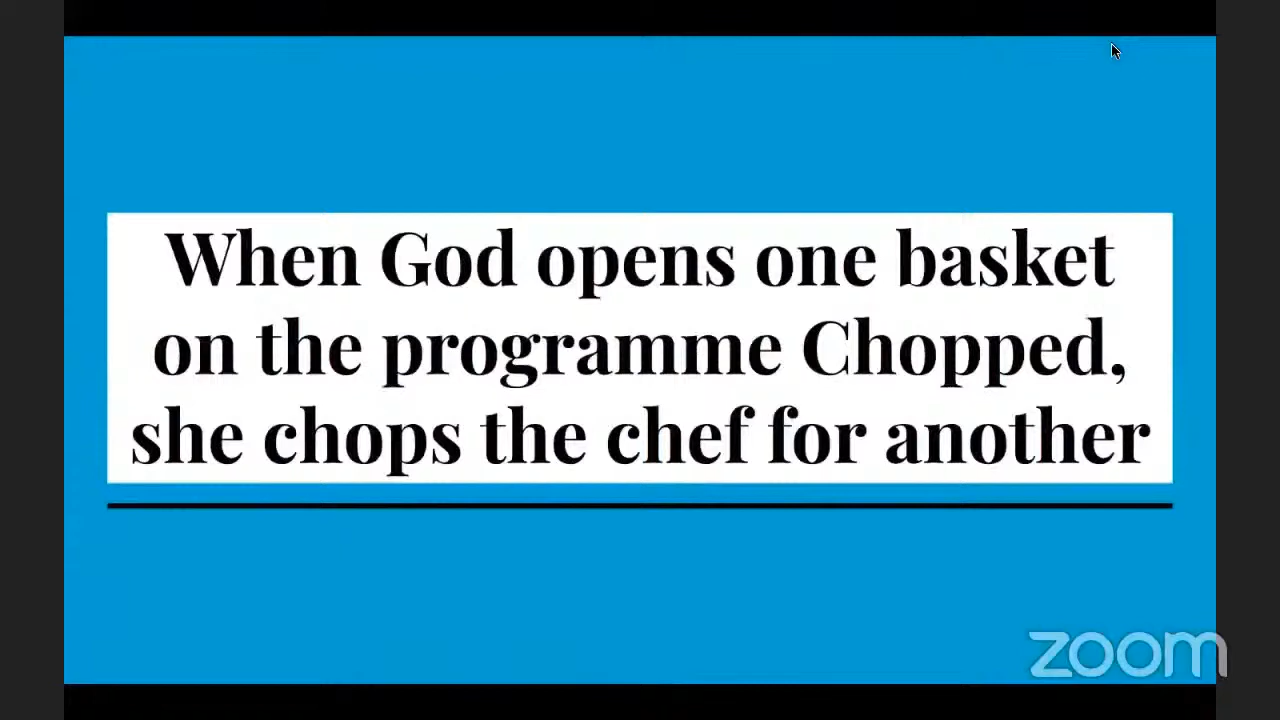 When God opens one basket
on the programme Chopped,
she chops the chef for another
zoom